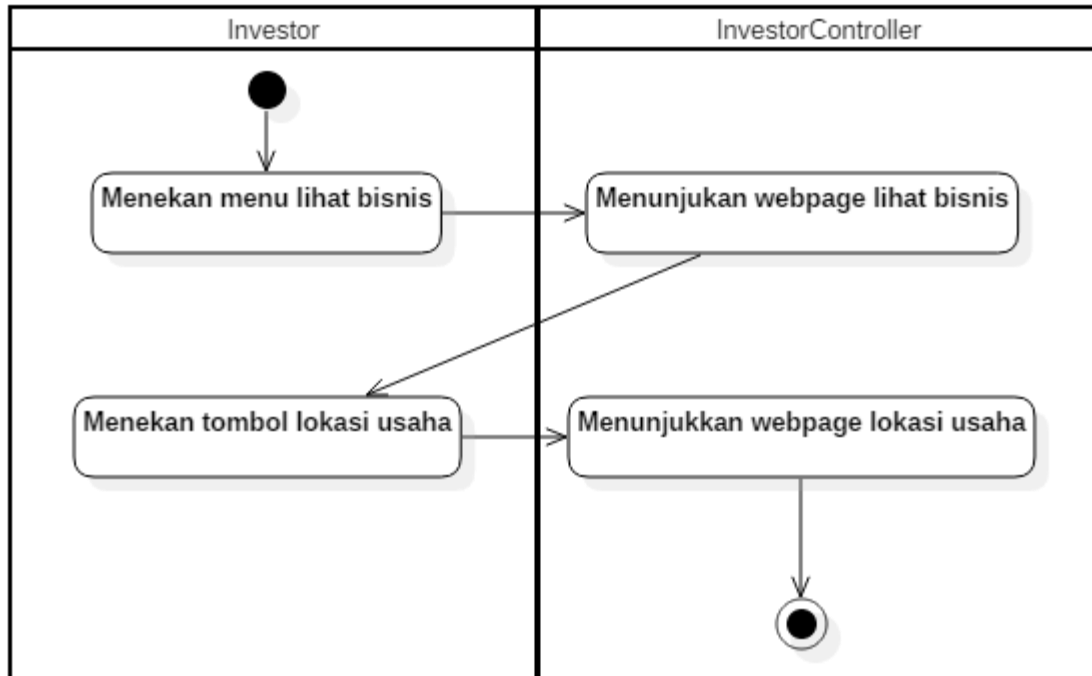 Investor
InvestorController
Menekan menu lihat bisnis
Menunjukan webpage lihat bisnis
Menekan tombol lokasi usaha
Menunjukkan webpage lokasi usaha